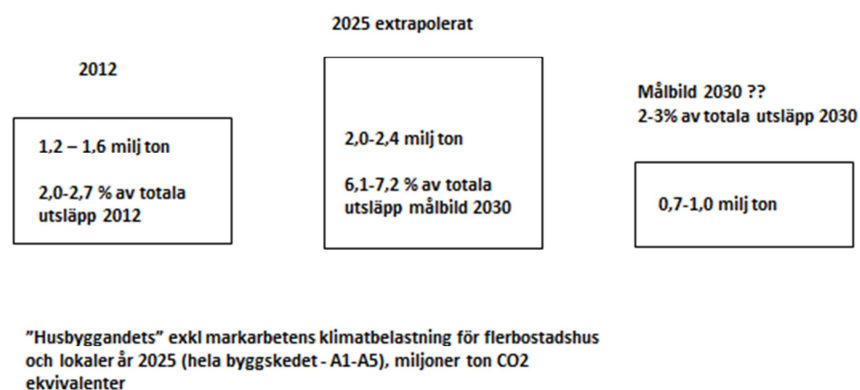 2025 extrapolerat
2012
Målbild 2030 ??
2-3% av totala utsläpp 2030
1,2 – 1,6 milj ton
2,0-2,7 % av totala
utsläpp 2012
2,0-2,4 milj ton
6,1-7,2 % av totala
utsläpp målbild 2030
0,7-1,0 milj ton
”Husbyggandets” exkl markarbetens klimatbelastning för flerbostadshus
och lokaler år 2025 (hela byggskedet - A1-A5), miljoner ton CO2
ekvivalenter